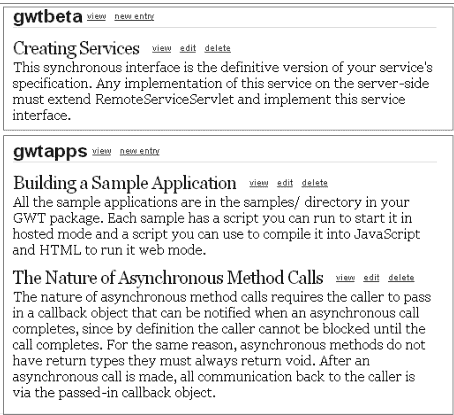 gwtbeta view new entry
Creating Services view edit delete
This synchronous interface is the definitive version of your service's
specification. Any implementation of this service on the server-side
must extend RemoteServiceServlet and implement this service
interface.
gwtapps view new entry
Building a Sample Application view edit delete
All the sample applications are in the samples/ directory in your
GWT package. Each sample has a script you can run to start it in
hosted mode and a script you can use to compile it into JavaScript
and HTML to run it web mode.
The Nature of Asynchronous Method Calls view edit delete
The nature of asynchronous method calls requires the caller to pass
in a callback object that can be notified when an asynchronous call
completes, since by definition the caller cannot be blocked until the
call completes. For the same reason, asynchronous methods do not
have return types they must always return void. After an
asynchronous call is made, all communication back to the caller is
via the passed-in callback object.